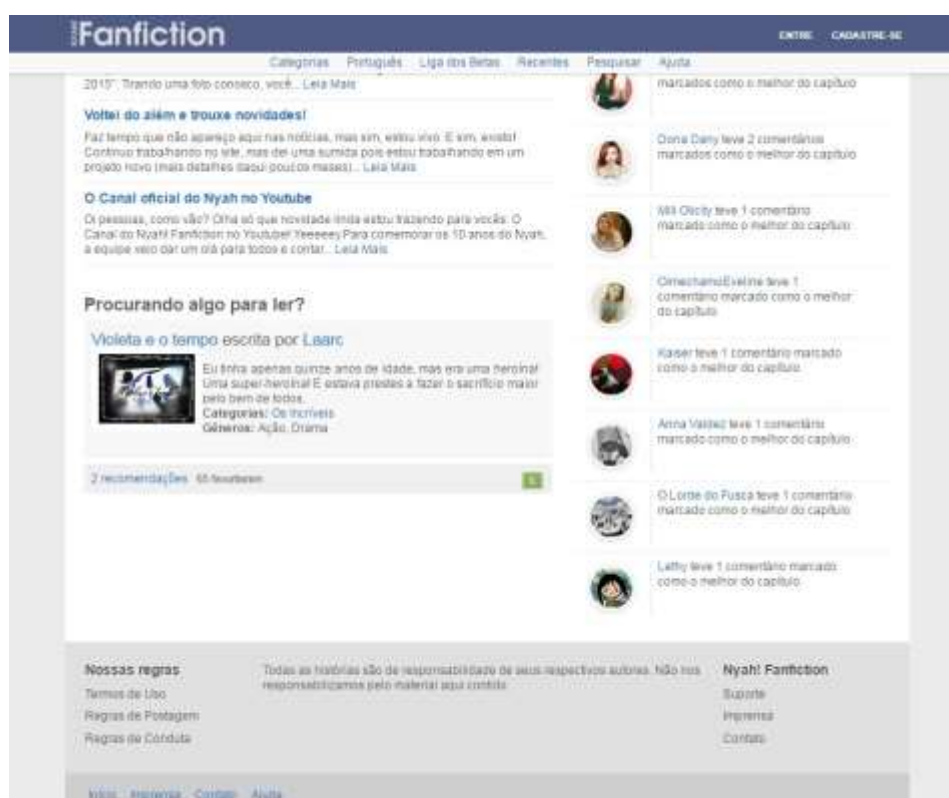 Fanfiction
ENTRE CADASTRE-SE
Categorias Português Liga dos Betas Recentes Pesquisar Ajuda
2015". Tirando uma foto conosco, você... Leia Mais
Voltei do além e trouxe novidades!
Faz tempo que não apareço aqui nas notícias, mas sim, estou vivo. E sim, existo!
Continuo trabalhando no site, mas dei uma sumida pois estou trabalhando em um
projeto novo (mais detalhes daqui poucos meses)... Leia Mais
O Canal oficial do Nyah no Youtube
Oi pessoas, como vão? Olha só que novidade linda estou trazendo para vocês: O
Canal do Nyah! Fanfiction no Youtube! Yeeeeey Para comemorar os 10 anos do Nyah,
a equipe veio dar um olá para todos e contar... Leia Mais
Procurando algo para ler?
Violeta e o tempo escrita por Laarc
Eu tinha apenas quinze anos de idade, mas era uma heroína!
Uma super-heroína! E estava prestes a fazer o sacrifício maior
pelo bem de todos.
Categorias: Os Incríveis
Gêneros: Ação, Drama
2 recomendações 65 favoritaram
marcados como o melhor do capítulo
Dona Dany teve 2 comentários
marcados como o melhor do capítulo
Mili Olicity teve 1 comentário
marcado como o melhor do capítulo
OimechamoEveline teve 1
comentário marcado como o melhor
do capítulo
Kaiser teve 1 comentário marcado
como o melhor do capítulo
Anna Valdez teve 1 comentário
marcado como o melhor do capítulo
O Lorde do Fusca teve 1 comentário
marcado como o melhor do capítulo
Lathy teve 1 comentário marcado
como o melhor do capítulo
Nossas regras
Termos de Uso
Regras de Postagem
Regras de Conduta
Todas as histórias são de responsabilidade de seus respectivos autores. Não nos
responsabilizamos pelo material aqui contido
Nyah! Fanfiction
Suporte
Imprensa
Contato
Início Imprensa Contato Ajuda